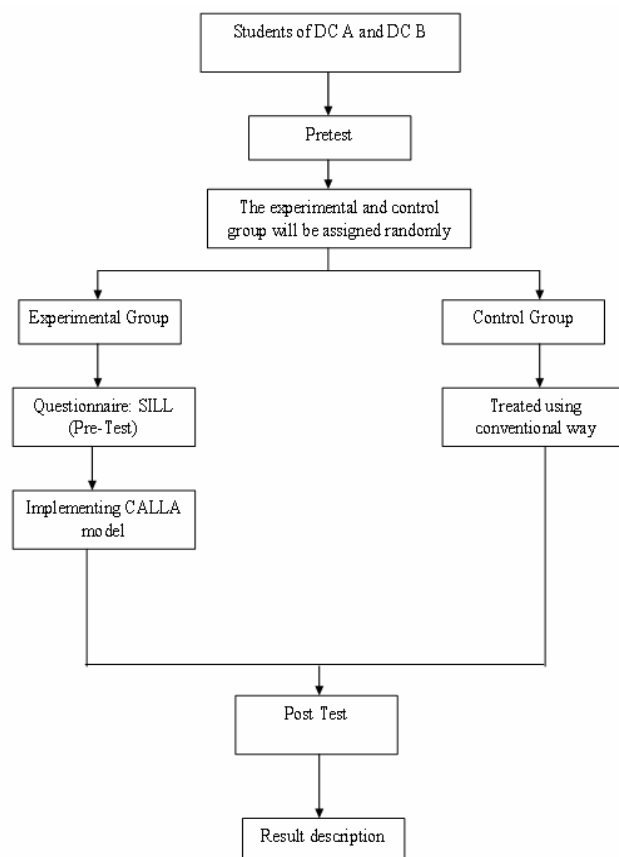 Students of DC A and DC B
Pretest
The experimental and control
group will be assigned randomly
Experimental Group
Control Group
Questionnaire: SILL
(Pre-Test)
Treated using
conventional way
Implementing CALLA
model
Post Test
Result description